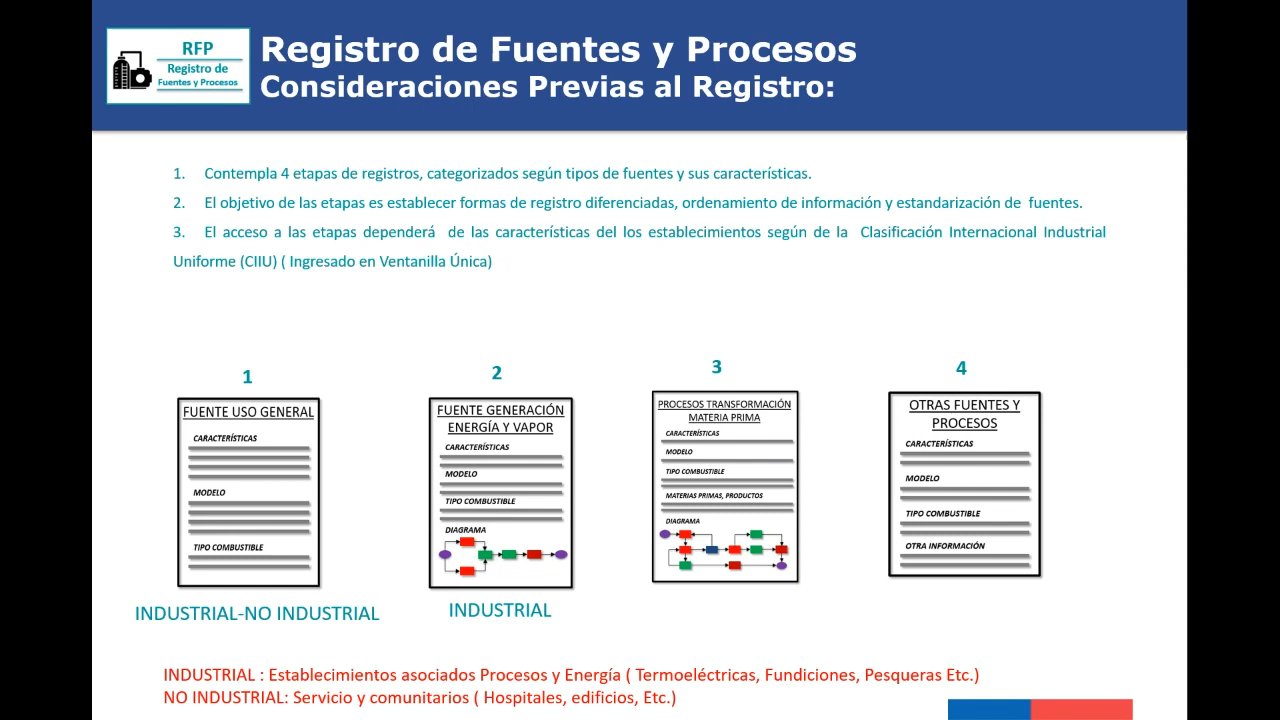 RFP
Registro de
Fuentes y Procesos
Registro de Fuentes y Procesos
Consideraciones Previas al Registro:
1. Contempla 4 etapas de registros, categorizados según tipos de fuentes y sus características.
2. El objetivo de las etapas es establecer formas de registro diferenciadas, ordenamiento de información y estandarización de fuentes.
3. El acceso a las etapas dependerá de las características del los establecimientos según de la Clasificación Internacional Industrial
Uniforme (CIIU) ( Ingresado en Ventanilla Única)
1
FUENTE USO GENERAL
CARACTERÍSTICAS
MODELO
TIPO COMBUSTIBLE
INDUSTRIAL-NO INDUSTRIAL
2
FUENTE GENERACIÓN
ENERGÍA Y VAPOR
CARACTERÍSTICAS
MODELO
TIPO COMBUSTIBLE
DIAGRAMA
INDUSTRIAL
3
PROCESOS TRANSFORMACIÓN
MATERIA PRIMA
CARACTERÍSTICAS
MODELO
TIPO COMBUSTIBLE
MATERIAS PRIMAS, PRODUCTOS
DIAGRAMA
4
OTRAS FUENTES Y
PROCESOS
CARACTERÍSTICAS
MODELO
TIPO COMBUSTIBLE
OTRA INFORMACIÓN
INDUSTRIAL : Establecimientos asociados Procesos y Energía ( Termoeléctricas, Fundiciones, Pesqueras Etc.)
NO INDUSTRIAL: Servicio y comunitarios ( Hospitales, edificios, Etc.)